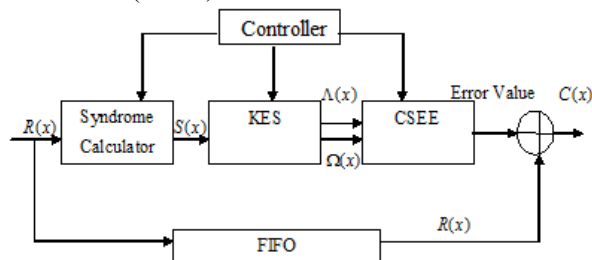 Controller
R(x)
Syndrome
Calculator
S(x)
KES
Λ(x)
Ω(x)
CSEE
Error Value
C(x)
FIFO
R(x)